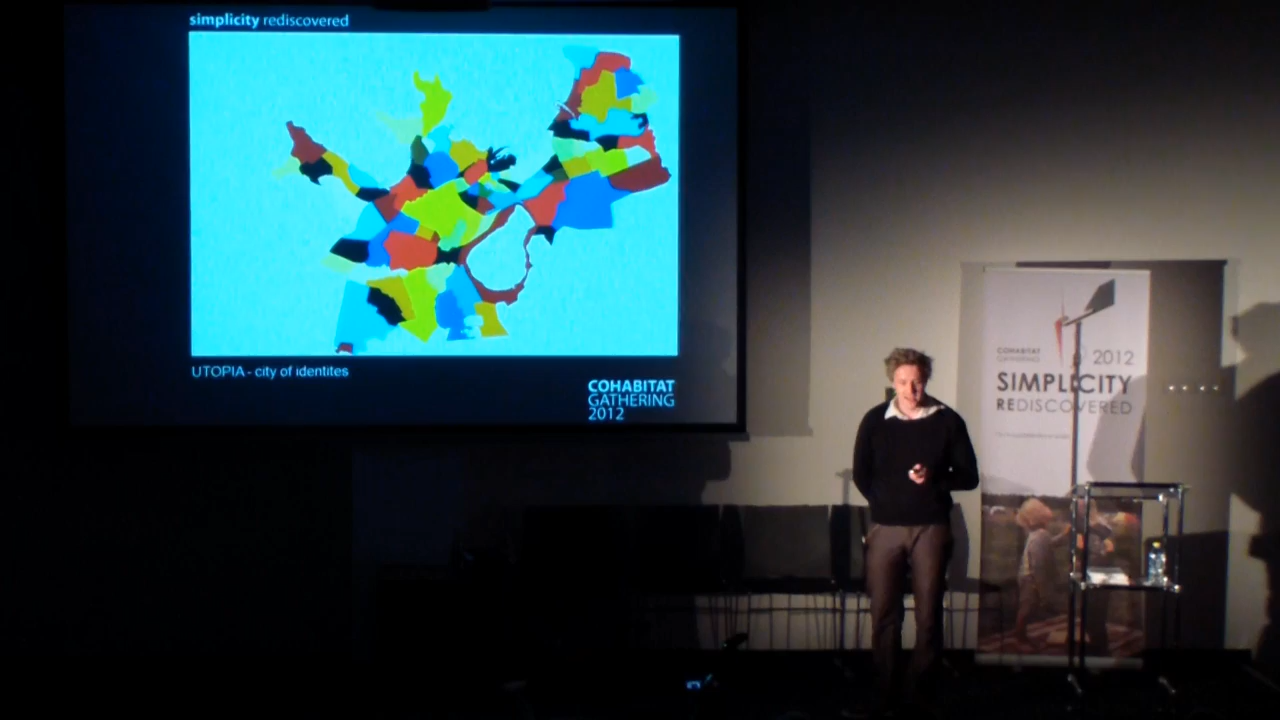 simplicity rediscovered
UTOPIA - city of identites
COHABITAT
GATHERING
2012
COHABITAT
GATHERING
2012
SIMPLICITY
REDISCOVERED